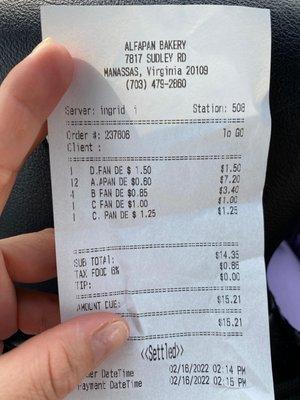 ALFAPAN BAKERY
7817 SUDLEY RD
MANASSAS, Virginia 20109
(703) 479-2860
Server: ingrid i Station: 508
Order #: 237606 To GO
Client :
1 D.PAN DE $ 1.50 $1.50
12 A.APAN DE $0.60 $7.20
4 B PAN DE $0.85 $3.40
1 C PAN DE $1.00 $1.00
1 C. PAN DE $ 1.25 $1.25
SUB TOTAL: $14.35
TAX FOOD 6% $0.86
TIP: $0.00
AMOUNT DUE: $15.21
$15.21
<<Settled>>
DateTime 02/16/2022 02:14 PM
Payment DateTime 02/16/2022 02:15 PM